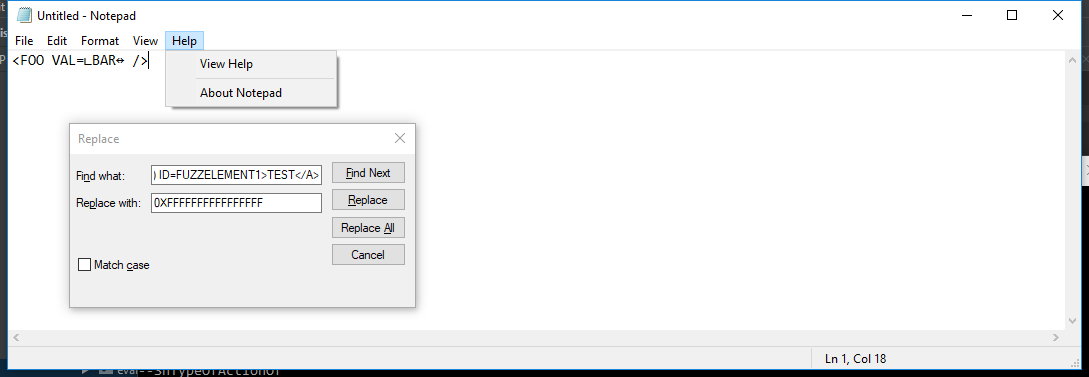 Untitled - Notepad
File Edit Format View Help
<FOO VAL=∟BAR↔ />
View Help
About Notepad
Replace
Find what: )ID=FUZZELEMENT1>TEST</A> Find Next
Replace with: 0XFFFFFFFFFFFFFFFF Replace
Replace All
Cancel
Match case
Ln 1, Col 18